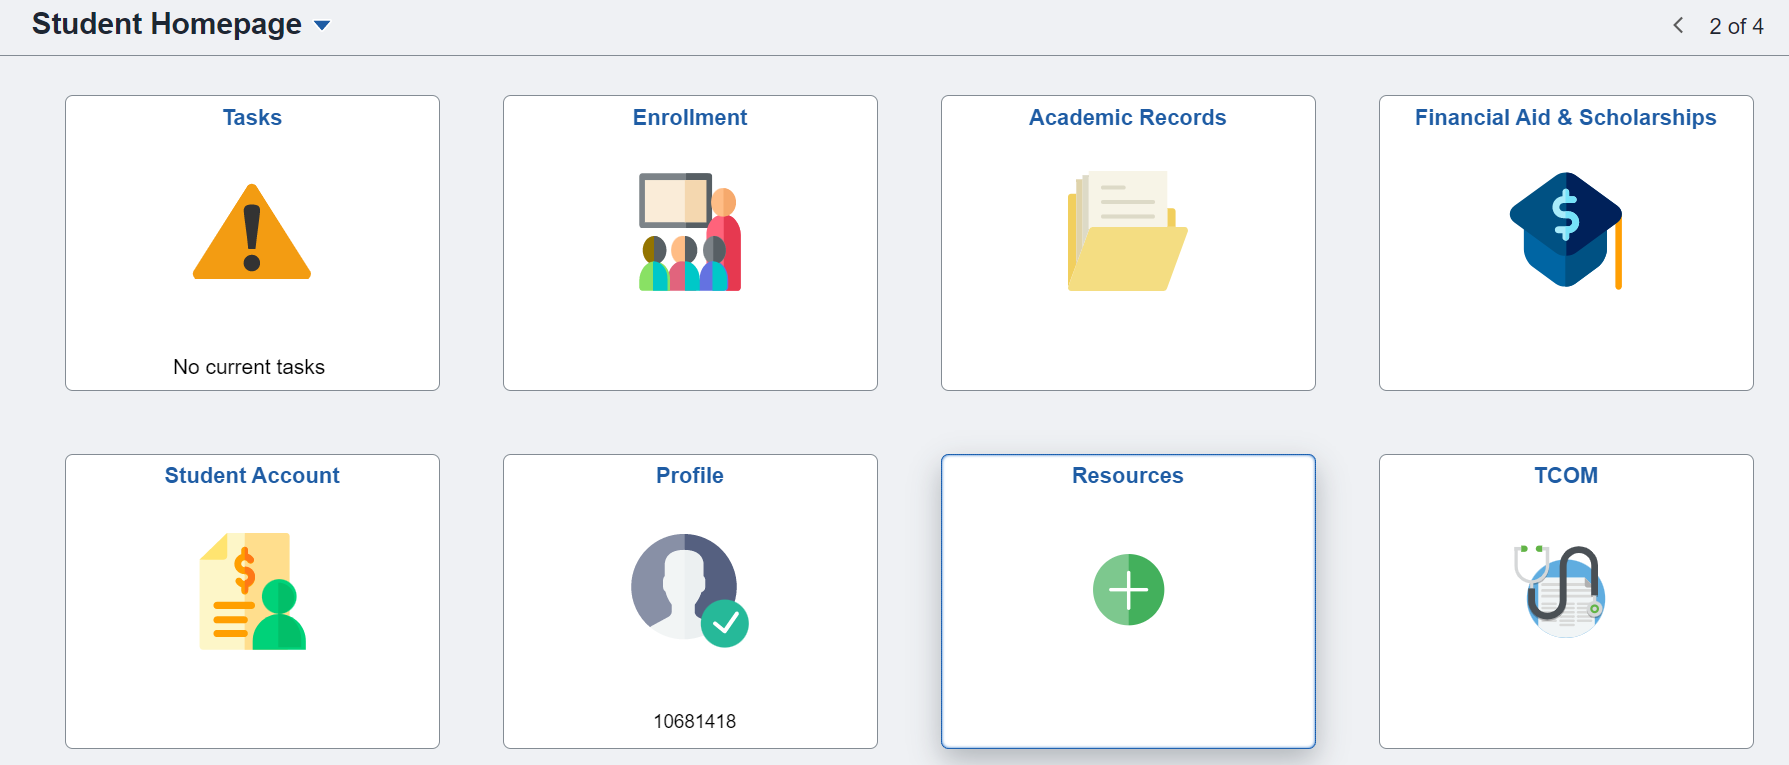 Student Homepage
2 of 4
Tasks
Enrollment
Academic Records
Financial Aid & Scholarships
No current tasks
Student Account
Profile
Resources
TCOM
10681418